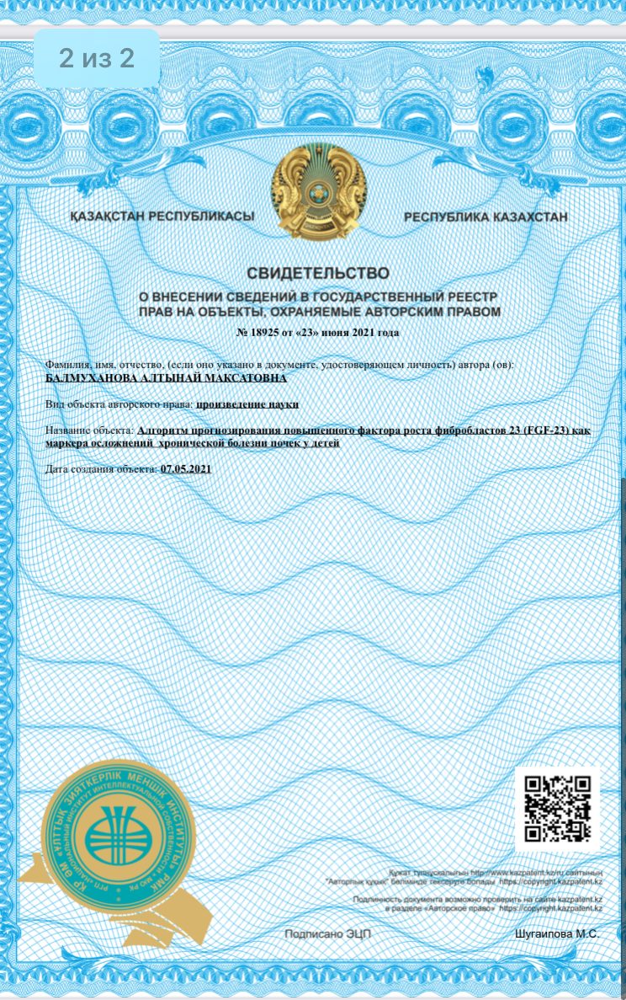 2 из 2
ҚАЗАҚСТАН РЕСПУБЛИКАСЫ
РЕСПУБЛИКА КАЗАХСТАН
СВИДЕТЕЛЬСТВО
О ВНЕСЕНИИ СВЕДЕНИЙ В ГОСУДАРСТВЕННЫЙ РЕЕСТР
ПРАВ НА ОБЪЕКТЫ, ОХРАНЯЕМЫЕ АВТОРСКИМ ПРАВОМ
№ 18925 от «23» июня 2021 года
Фамилия, имя, отчество, (если оно указано в документе, удостоверяющем личность) автора (ов):
БАЛМУХАНОВА АЛТЫНАЙ МАКСАТОВНА
Вид объекта авторского права: произведение науки
Название объекта: Алгоритм прогнозирования повышенного фактора роста фибробластов 23 (FGF-23) как
маркера осложнений хронической болезни почек у детей
Дата создания объекта: 07.05.2021
ҚР ӘМ «ҰЛТТЫҚ ЗИЯТКЕРЛІК МЕНШІК ИНСТИТУТЫ» РМК
РГП «НАЦИОНАЛЬНЫЙ ИНСТИТУТ ИНТЕЛЛЕКТУАЛЬНОЙ СОБСТВЕННОСТИ» МЮ РК
Құжат түпнұсқалығын http://www.kazpatent.kz/ru сайтының
"Авторлық құқық" бөлімінде тексеруге болады https://copyright.kazpatent.kz
Подлинность документа возможно проверить на сайте kazpatent.kz
в разделе «Авторское право» https://copyright.kazpatent.kz
Подписано ЭЦП
Шугаипова М.С.